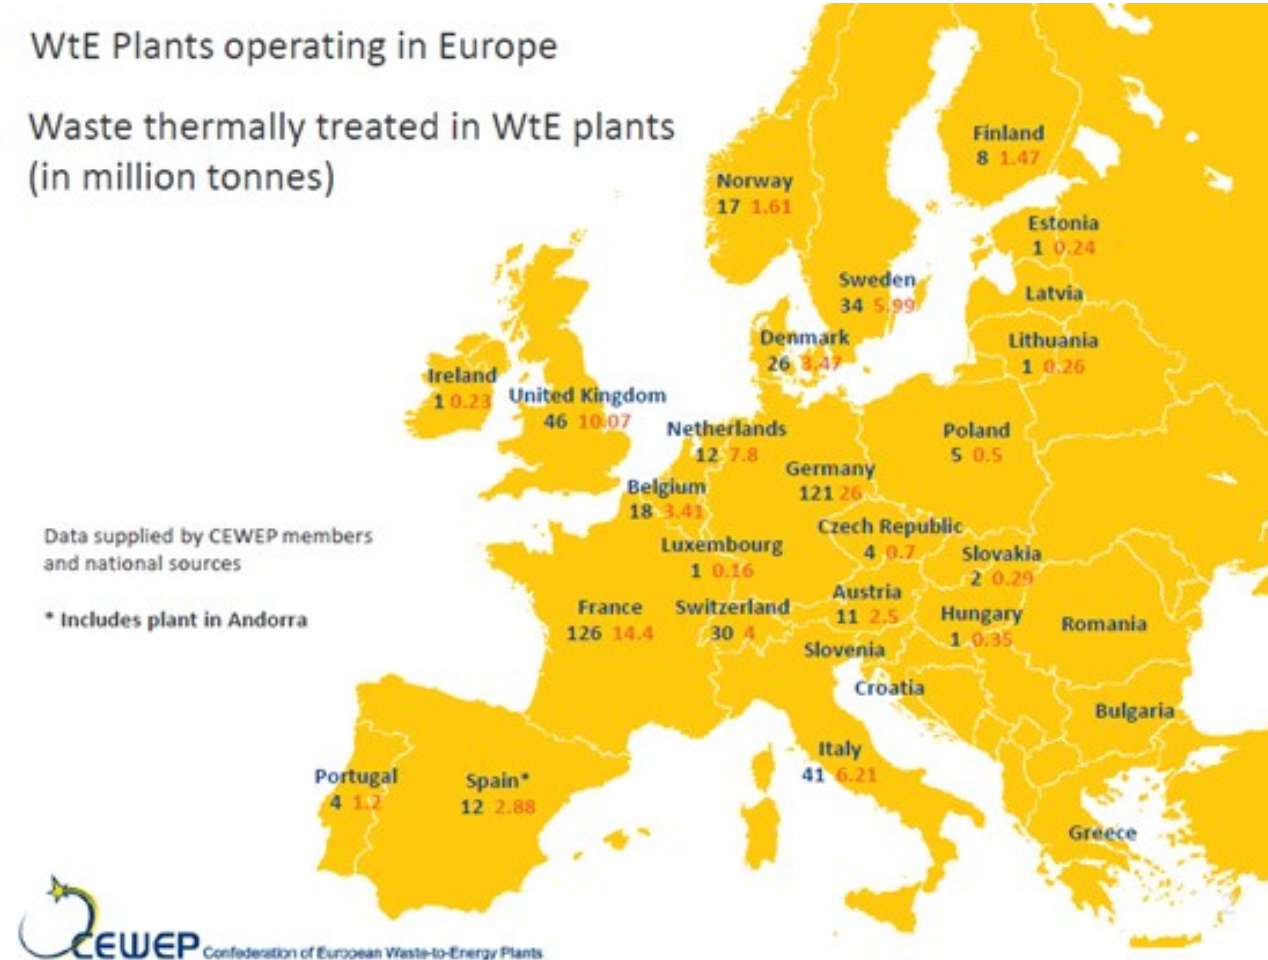 WtE Plants operating in Europe
Waste thermally treated in WtE plants
(in million tonnes)
Finland
8 1.47
Norway
17 1.61
Estonia
1 0.24
Sweden
34 5.99
Latvia
Denmark
26 3.47
Lithuania
1 0.26
Ireland
1 0.23
United Kingdom
46 10.07
Netherlands
12 7.8
Poland
5 0.5
Germany
121 26
Belgium
18 3.41
Czech Republic
4 0.7
Data supplied by CEWEP members
and national sources
Luxembourg
1 0.16
Slovakia
2 0.29
Austria
11 2.5
* Includes plant in Andorra
France
126 14.4
Switzerland
30 4
Hungary
1 0.35
Romania
Slovenia
Croatia
Bulgaria
Italy
41 6.21
Portugal
4 1.2
Spain*
12 2.88
Greece
CEWEP Confederation of European Waste-to-Energy Plants